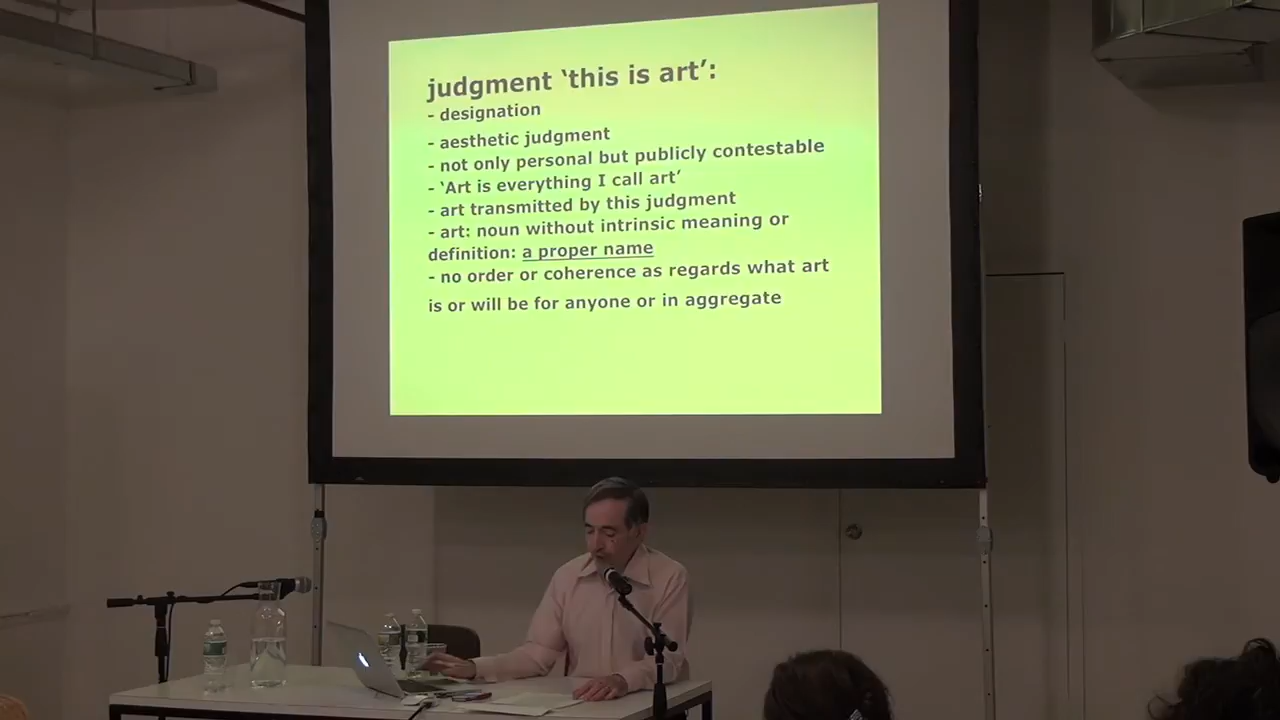 judgment ‘this is art’:
- designation
- aesthetic judgment
- not only personal but publicly contestable
- ‘Art is everything I call art’
- art transmitted by this judgment
- art: noun without intrinsic meaning or
definition: a proper name
- no order or coherence as regards what art
is or will be for anyone or in aggregate